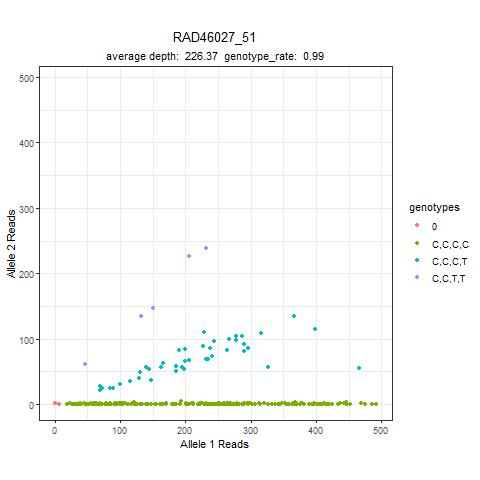 RAD46027_51
average depth:  226.37  genotype_rate:  0.99
500
400
300
200
100
0
Allele 2 Reads
0 100 200 300 400 500
Allele 1 Reads
genotypes
0
C,C,C,C
C,C,C,T
C,C,T,T